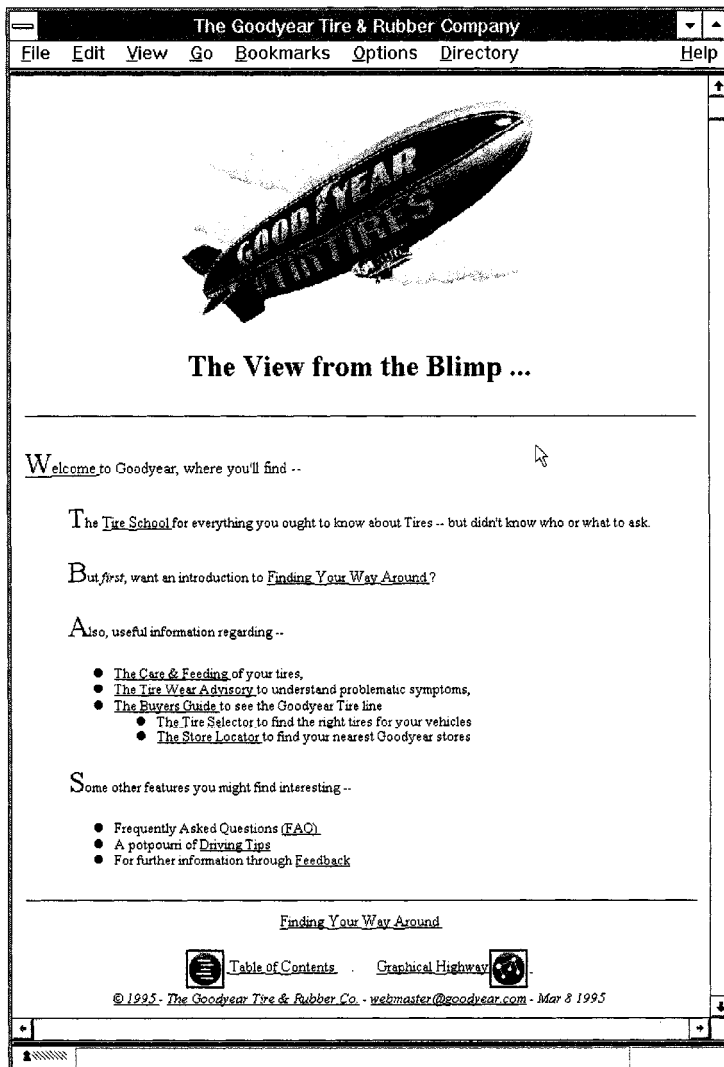 The Goodyear Tire & Rubber Company
File Edit View Go Bookmarks Options Directory Help
GOODYEAR
TIRES
The View from the Blimp ...
Welcome to Goodyear, where you'll find --
The Tire School for everything you ought to know about Tires -- but didn't know who or what to ask.
But first, want an introduction to Finding Your Way Around?
Also, useful information regarding --
The Care & Feeding of your tires,
The Tire Wear Advisory to understand problematic symptoms,
The Buyers Guide to see the Goodyear Tire line
The Tire Selector to find the right tires for your vehicles
The Store Locator to find your nearest Goodyear stores
Some other features you might find interesting --
Frequently Asked Questions (FAQ)
A potpourri of Driving Tips
For further information through Feedback
Finding Your Way Around
Table of Contents . Graphical Highway .
© 1995 - The Goodyear Tire & Rubber Co. - webmaster@goodyear.com - Mar 8 1995